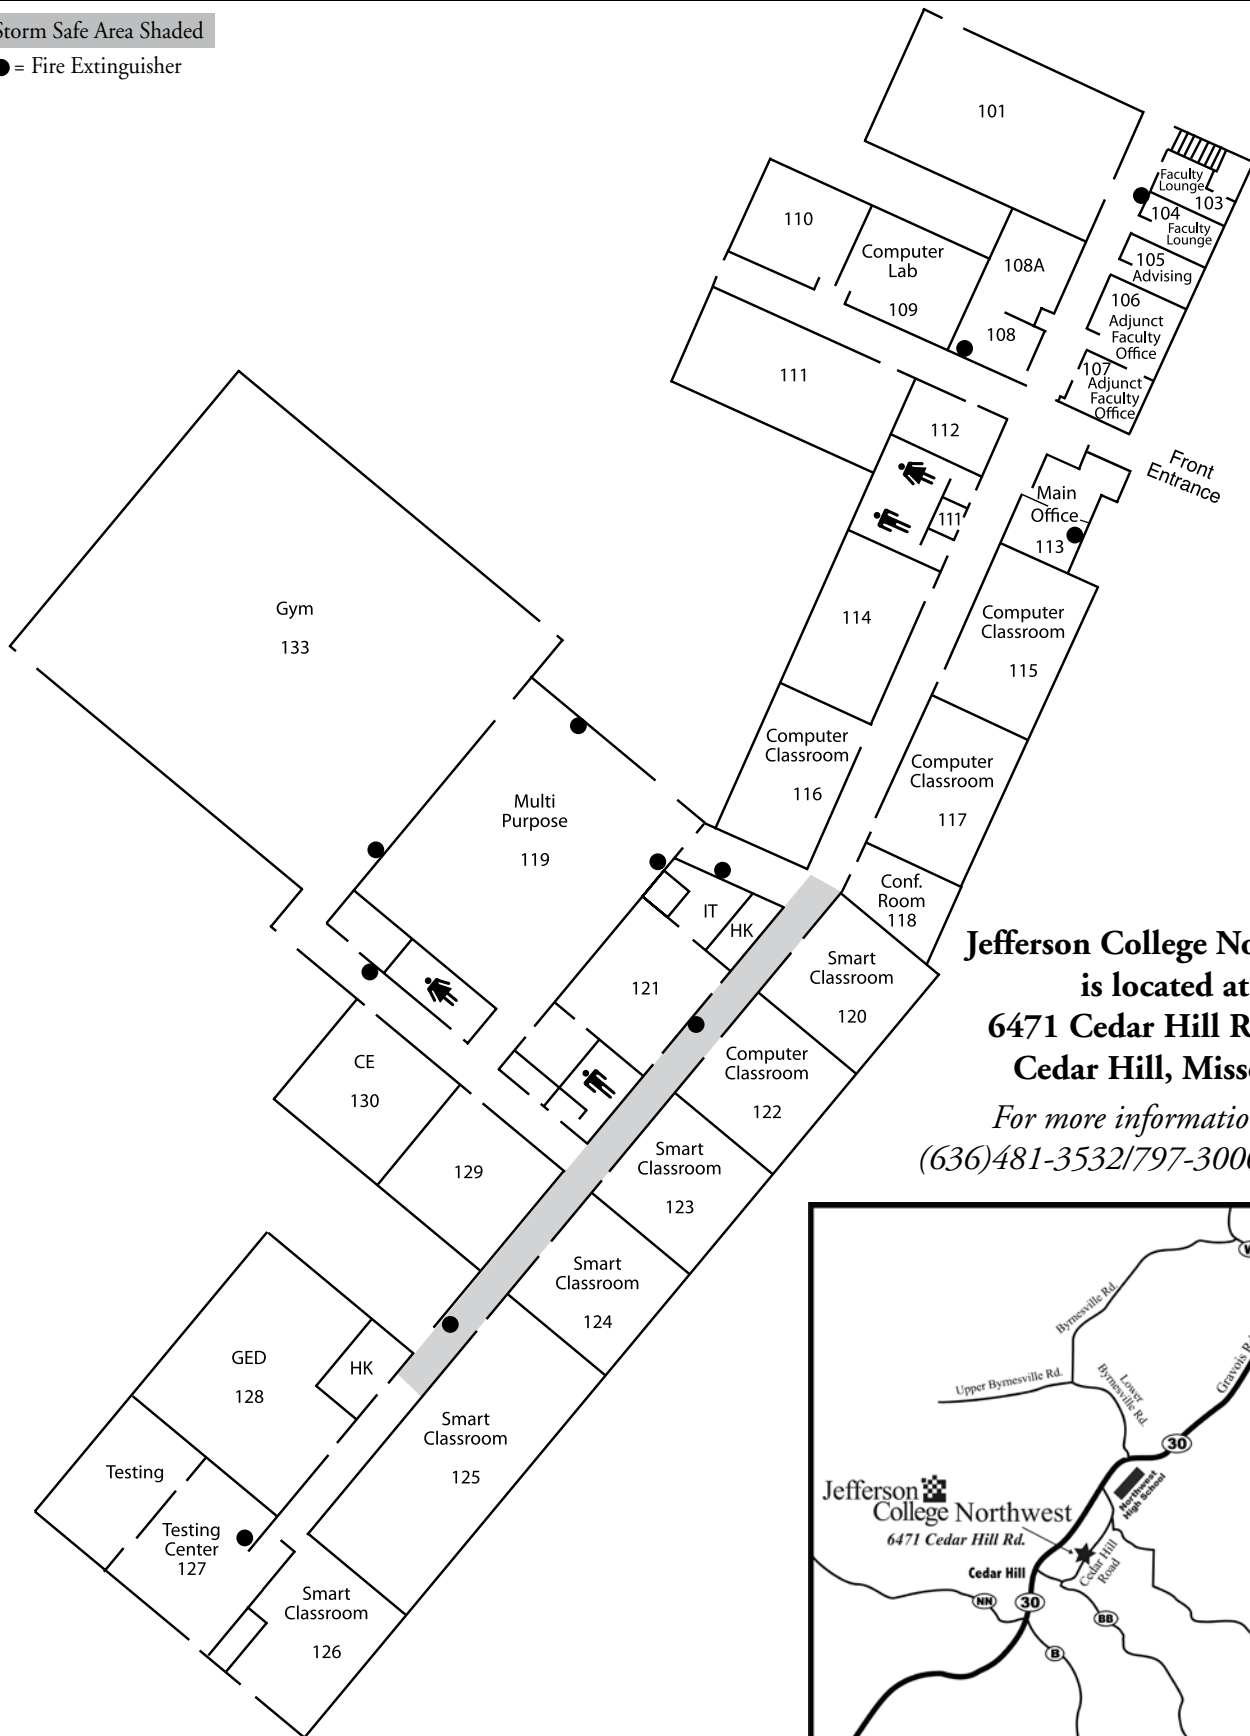 Storm Safe Area Shaded
= Fire Extinguisher
101
Faculty
Lounge
103
104
Faculty
Lounge
105
Advising
106
Adjunct
Faculty
Office
107
Adjunct
Faculty
Office
110
Computer
Lab
109
108A
108
111
112
111
Front
Entrance
Main
Office
113
114
Computer
Classroom
115
Computer
Classroom
116
Computer
Classroom
117
Conf.
Room
118
Gym
133
Multi
Purpose
119
IT
HK
121
Smart
Classroom
120
Computer
Classroom
122
Smart
Classroom
123
Smart
Classroom
124
CE
130
129
GED
128
HK
Smart
Classroom
125
Testing
Testing
Center
127
Smart
Classroom
126
Jefferson College No
is located at
6471 Cedar Hill R
Cedar Hill, Miss
For more informatio
(636)481-3532/797-300
Byrnesville Rd.
Upper Byrnesville Rd.
Lower
Byrnesville Rd.
Gravois Rd
30
Northwest
High School
Jefferson
College Northwest
6471 Cedar Hill Rd.
Cedar Hill
Cedar Hill
Road
NN
30
BB
B